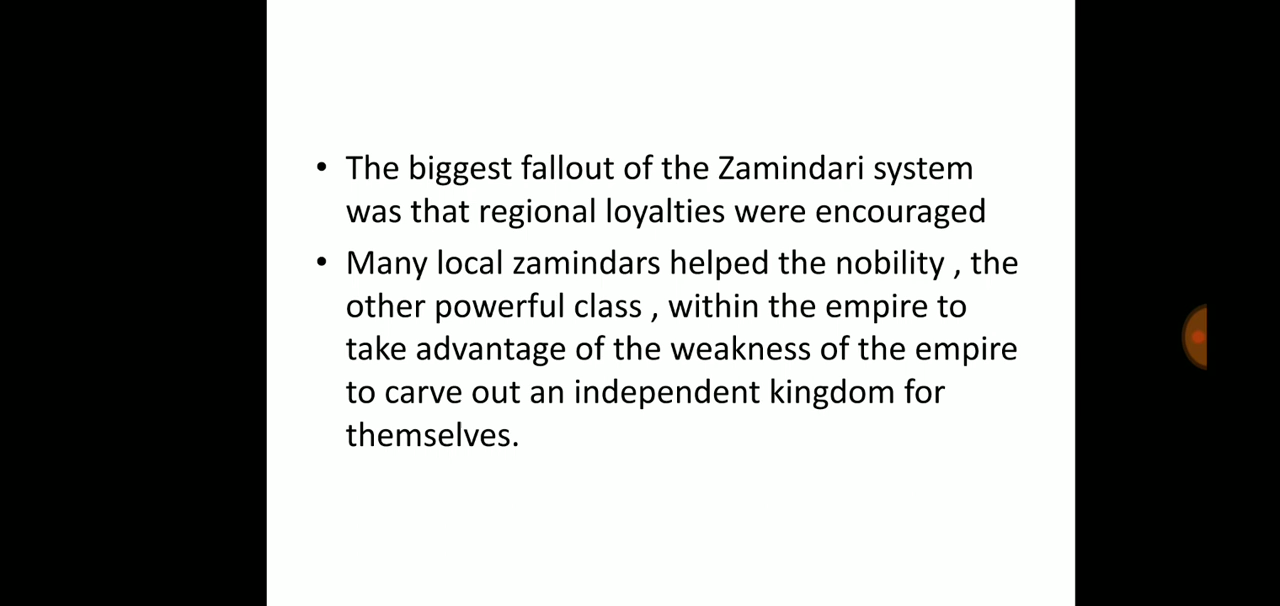 • The biggest fallout of the Zamindari system
was that regional loyalties were encouraged
• Many local zamindars helped the nobility , the
other powerful class , within the empire to
take advantage of the weakness of the empire
to carve out an independent kingdom for
themselves.